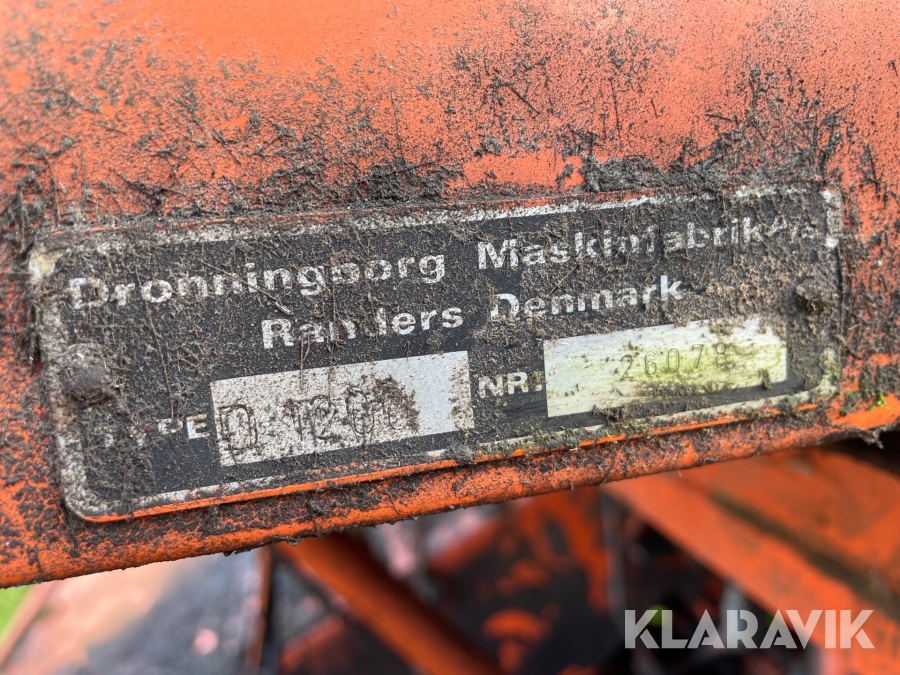 Dronningborg Maskinfabrik A/S
Randers Denmark
TYPE D 1200 NR. 26078
KLARAVIK